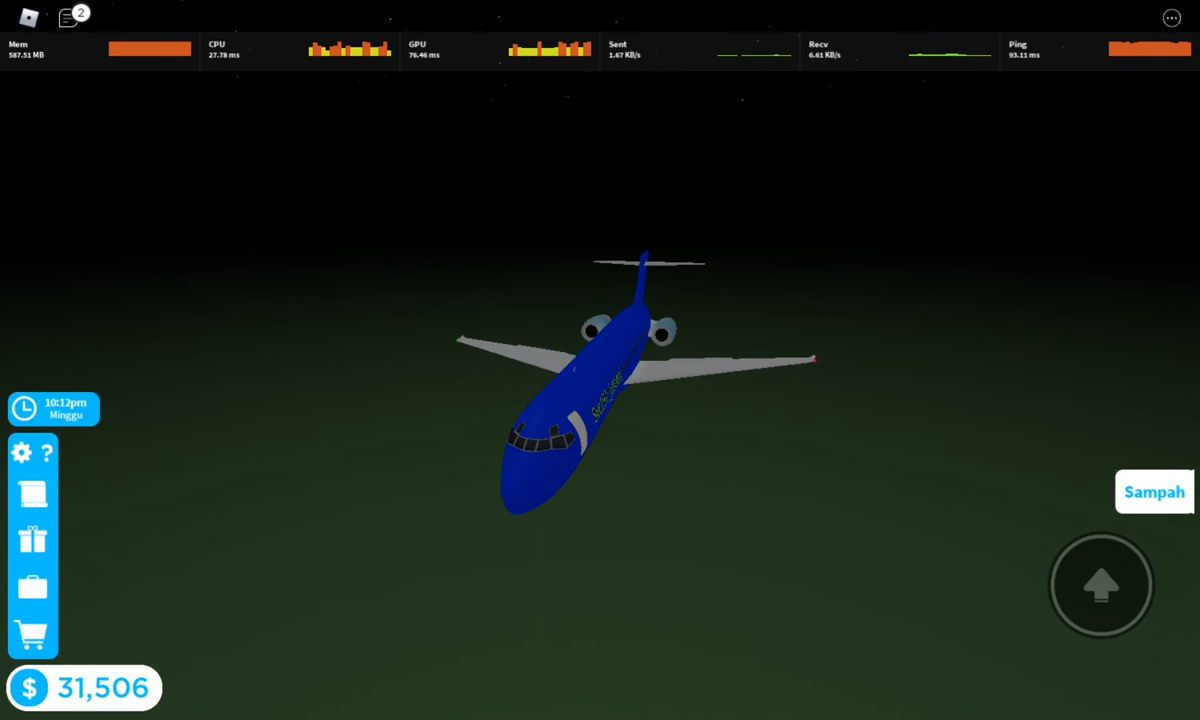 2
Mem
587.51 MB
CPU
27.78 ms
GPU
76.46 ms
Sent
1.67 KB/s
Recv
6.61 KB/s
Ping
93.11 ms
10:12pm
Minggu
?
Sampah
$ 31,506